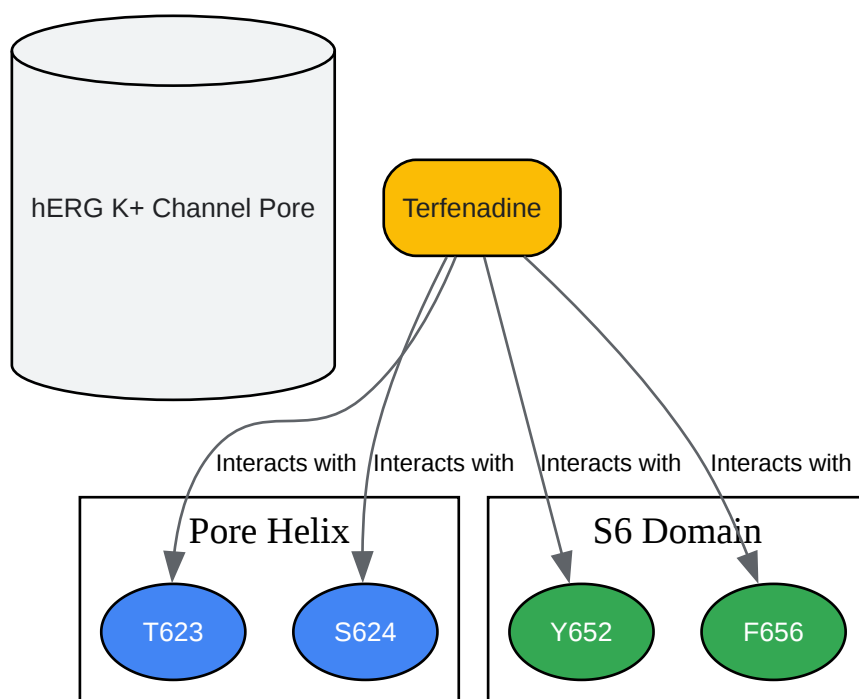 hERG K+ Channel Pore
Terfenadine
Interacts with Interacts with Interacts with Interacts with
Pore Helix S6 Domain
T623 S624 Y652 F656